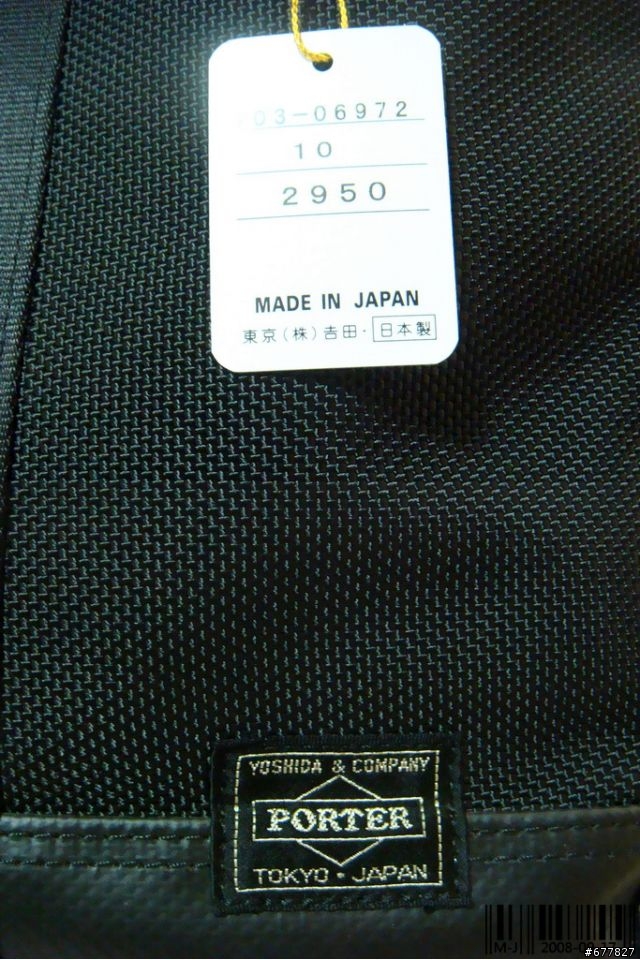 03-06972
10
2950
MADE IN JAPAN
東京(株)吉田・日本製
YOSHIDA & COMPANY
PORTER
TOKYO・JAPAN
M-J
#677827